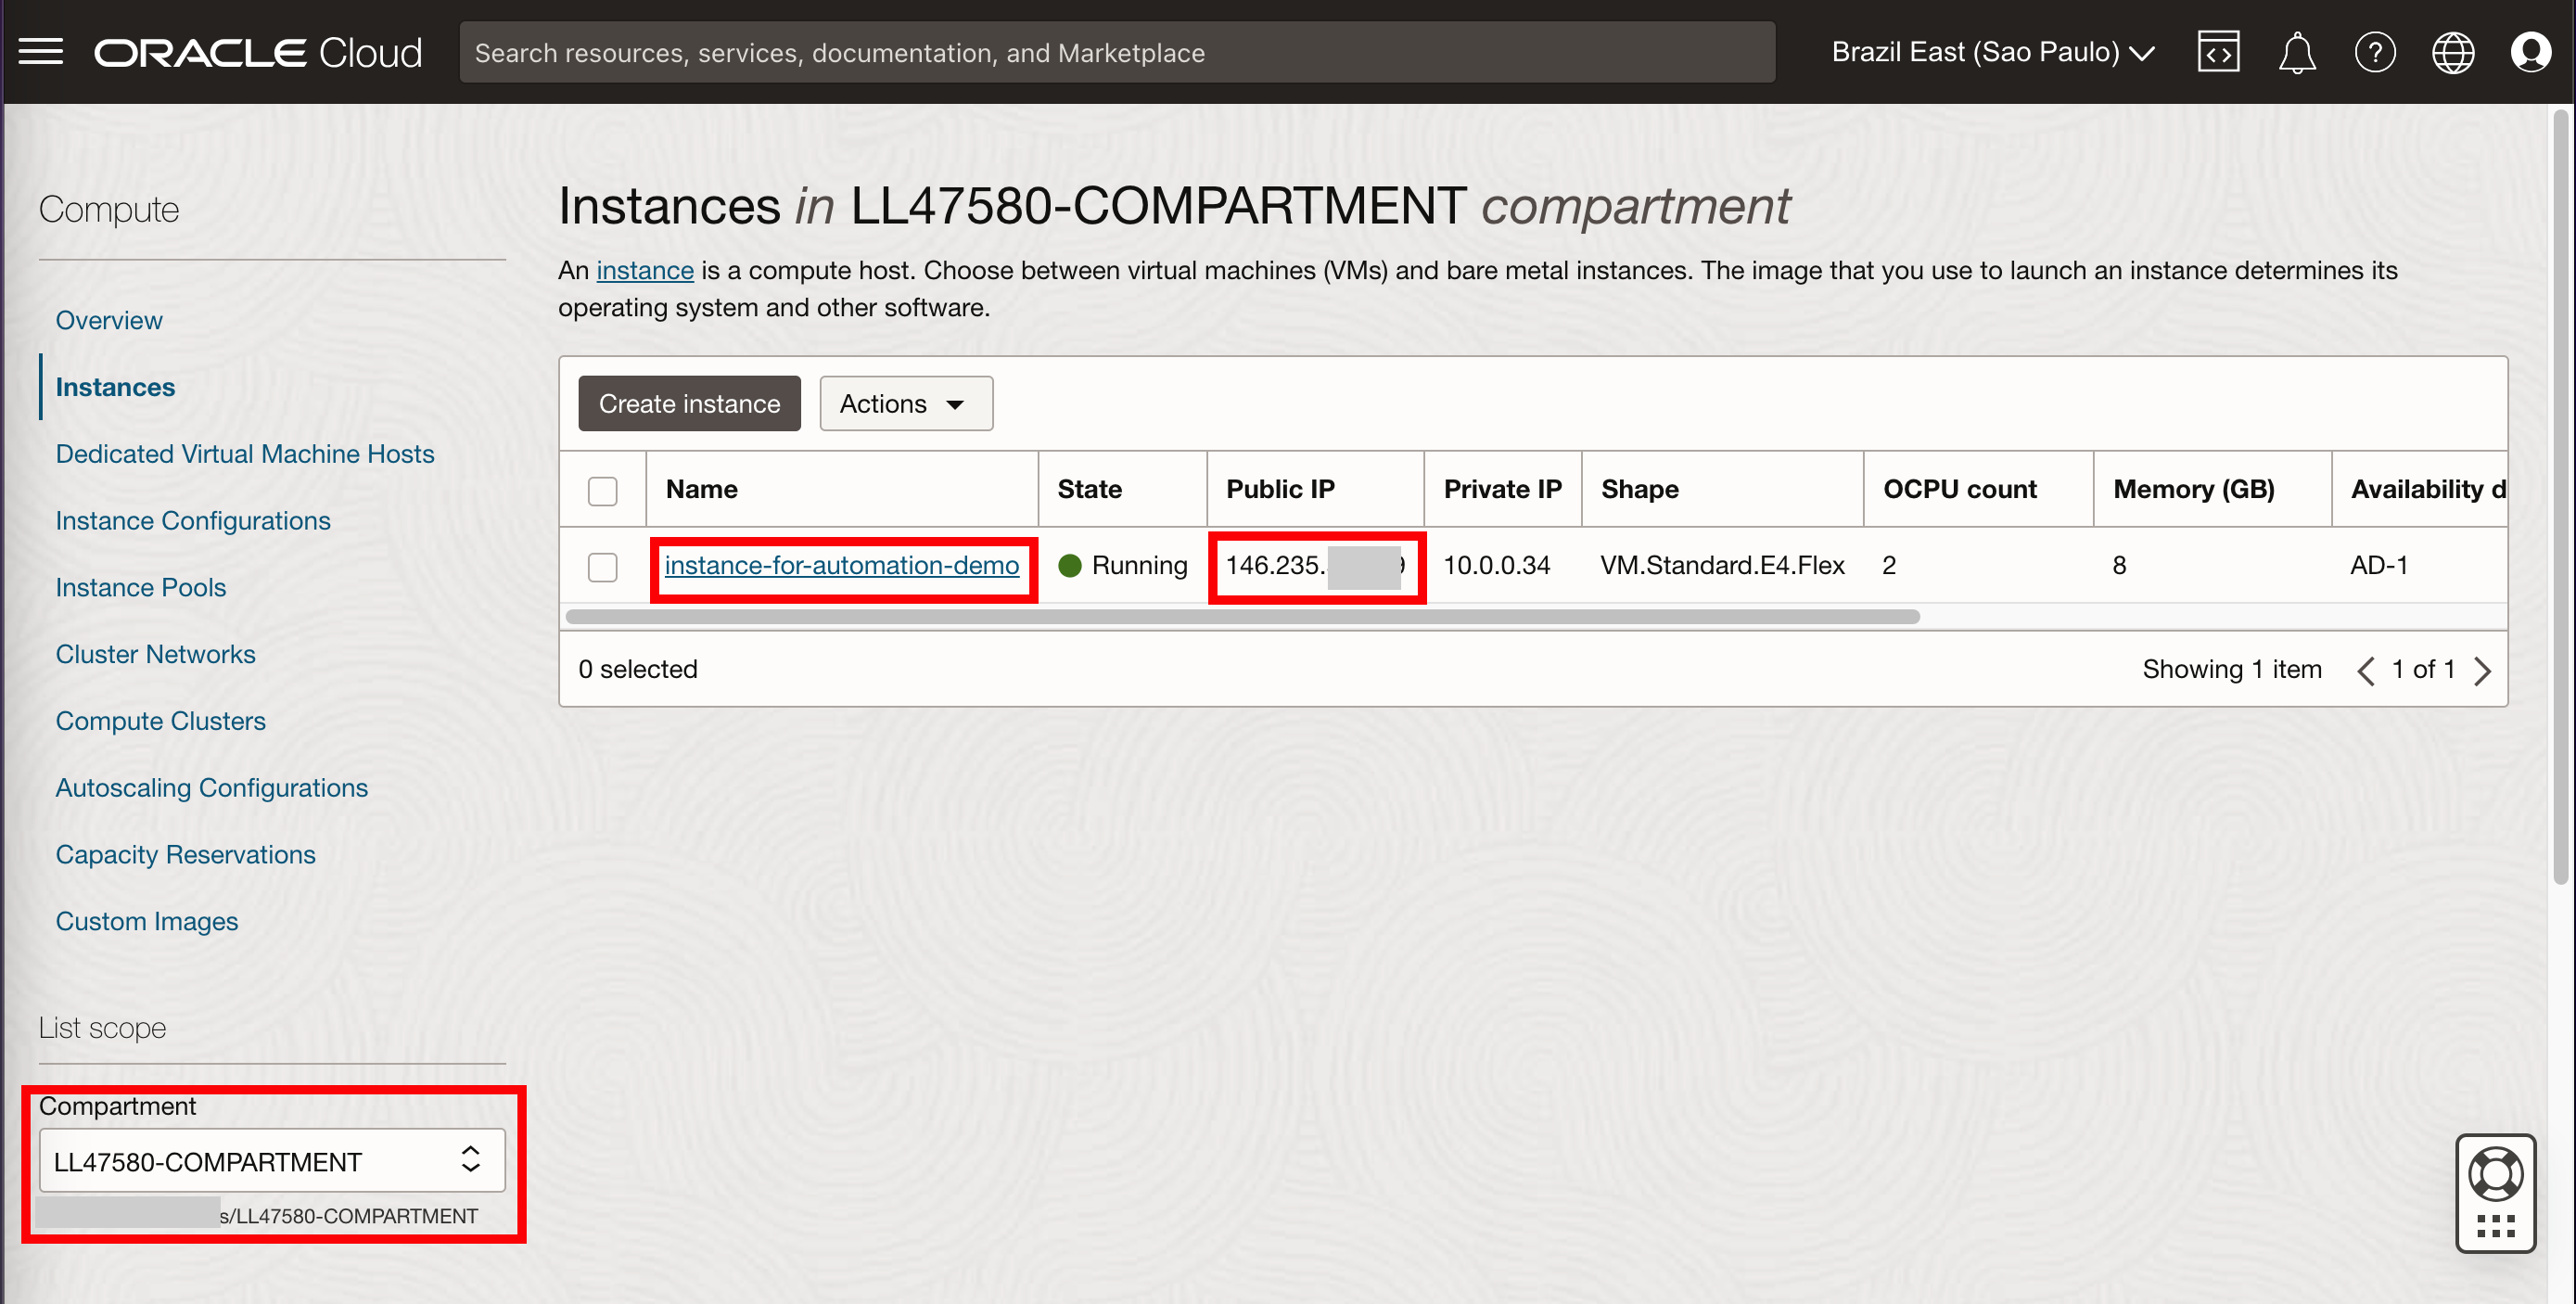 ORACLE Cloud
Search resources, services, documentation, and Marketplace
Brazil East (Sao Paulo)
Compute
Overview
Instances
Dedicated Virtual Machine Hosts
Instance Configurations
Instance Pools
Cluster Networks
Compute Clusters
Autoscaling Configurations
Capacity Reservations
Custom Images
List scope
Compartment
LL47580-COMPARTMENT
s/LL47580-COMPARTMENT
Instances in LL47580-COMPARTMENT compartment
An instance is a compute host. Choose between virtual machines (VMs) and bare metal instances. The image that you use to launch an instance determines its
operating system and other software.
Create instance Actions
Name State Public IP Private IP Shape OCPU count Memory (GB) Availability d
instance-for-automation-demo Running 146.235. 10.0.0.34 VM.Standard.E4.Flex 2 8 AD-1
0 selected Showing 1 item 1 of 1